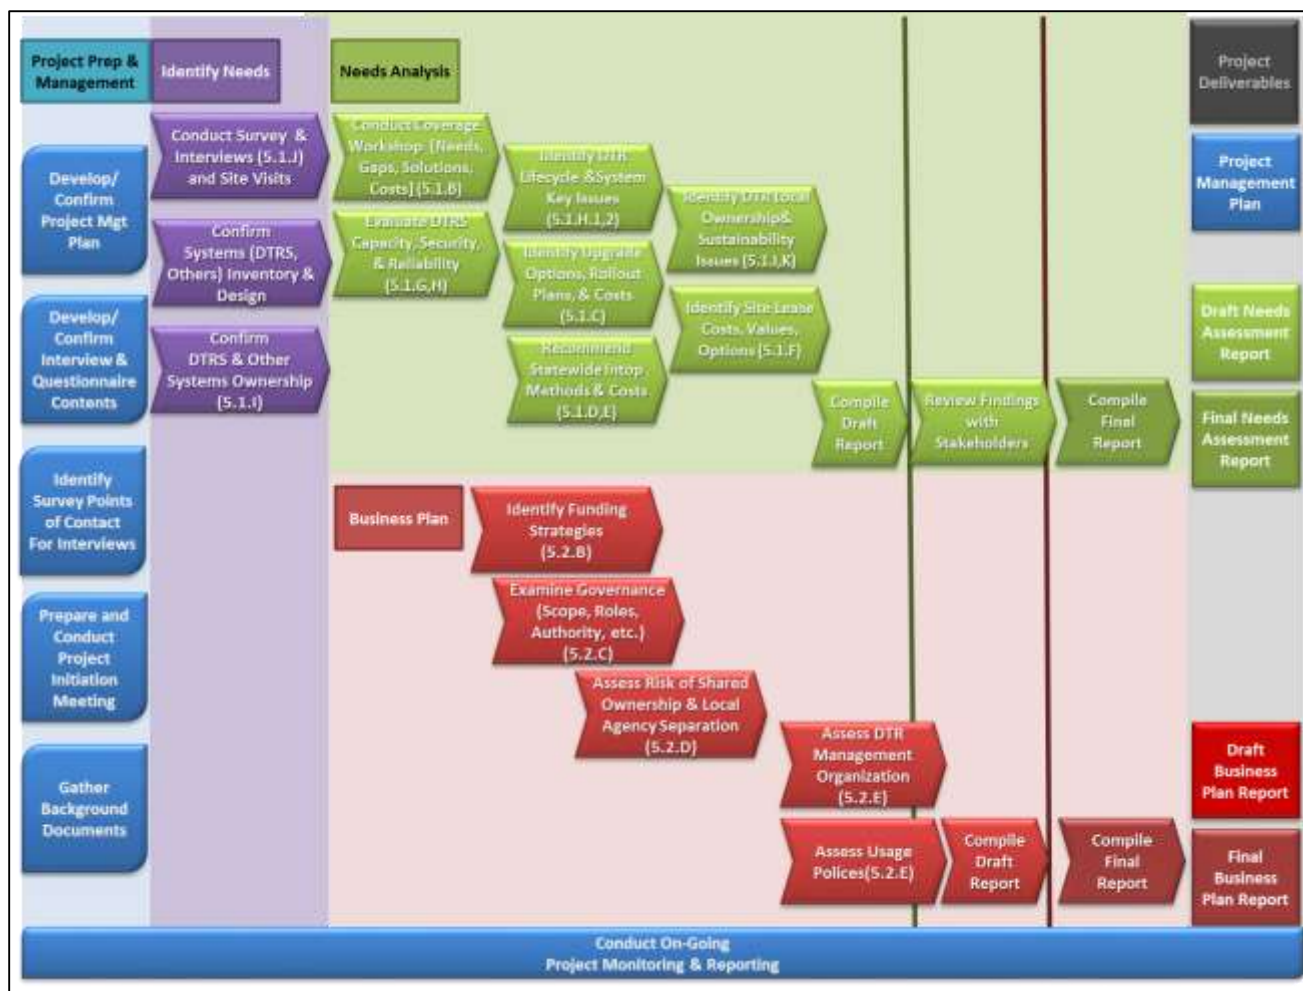 Project Prep &
Management
Identify Needs
Needs Analysis
Project
Deliverables
Develop/
Confirm
Project Mgt
Plan
Develop/
Confirm
Interview &
Questionnaire
Contents
Identify
Survey Points
of Contact
For Interviews
Prepare and
Conduct
Project
Initiation
Meeting
Gather
Background
Documents
Conduct Survey &
Interviews (5.1.J)
and Site Visits
Confirm
Systems (DTRS,
Others) Inventory &
Design
Confirm
DTRS & Other
Systems Ownership
(5.1.I)
Conduct Coverage
Workshop: [Needs,
Gaps, Solutions,
Costs] (5.1.B)
Evaluate DTRS
Capacity, Security,
& Reliability
(5.1.G,H)
Identify DTR
Lifecycle &System
Key Issues
(5.1.H.1,2)
Identify Upgrade
Options, Rollout
Plans, & Costs
(5.1.C)
Recommend
Statewide Intop
Methods & Costs
(5.1.D,E)
Identify DTR Local
Ownership&
Sustainability
Issues (5.1.I,K)
Identify Site Lease
Costs, Values,
Options (5.1.F)
Compile
Draft
Report
Review Findings
with
Stakeholders
Compile
Final
Report
Business Plan
Identify Funding
Strategies
(5.2.B)
Examine Governance
(Scope, Roles,
Authority, etc.)
(5.2.C)
Assess Risk of Shared
Ownership & Local
Agency Separation
(5.2.D)
Assess DTR
Management
Organization
(5.2.E)
Assess Usage
Polices(5.2.E)
Compile
Draft
Report
Compile
Final
Report
Project
Management
Plan
Draft Needs
Assessment
Report
Final Needs
Assessment
Report
Draft
Business
Plan Report
Final
Business
Plan Report
Conduct On-Going
Project Monitoring & Reporting